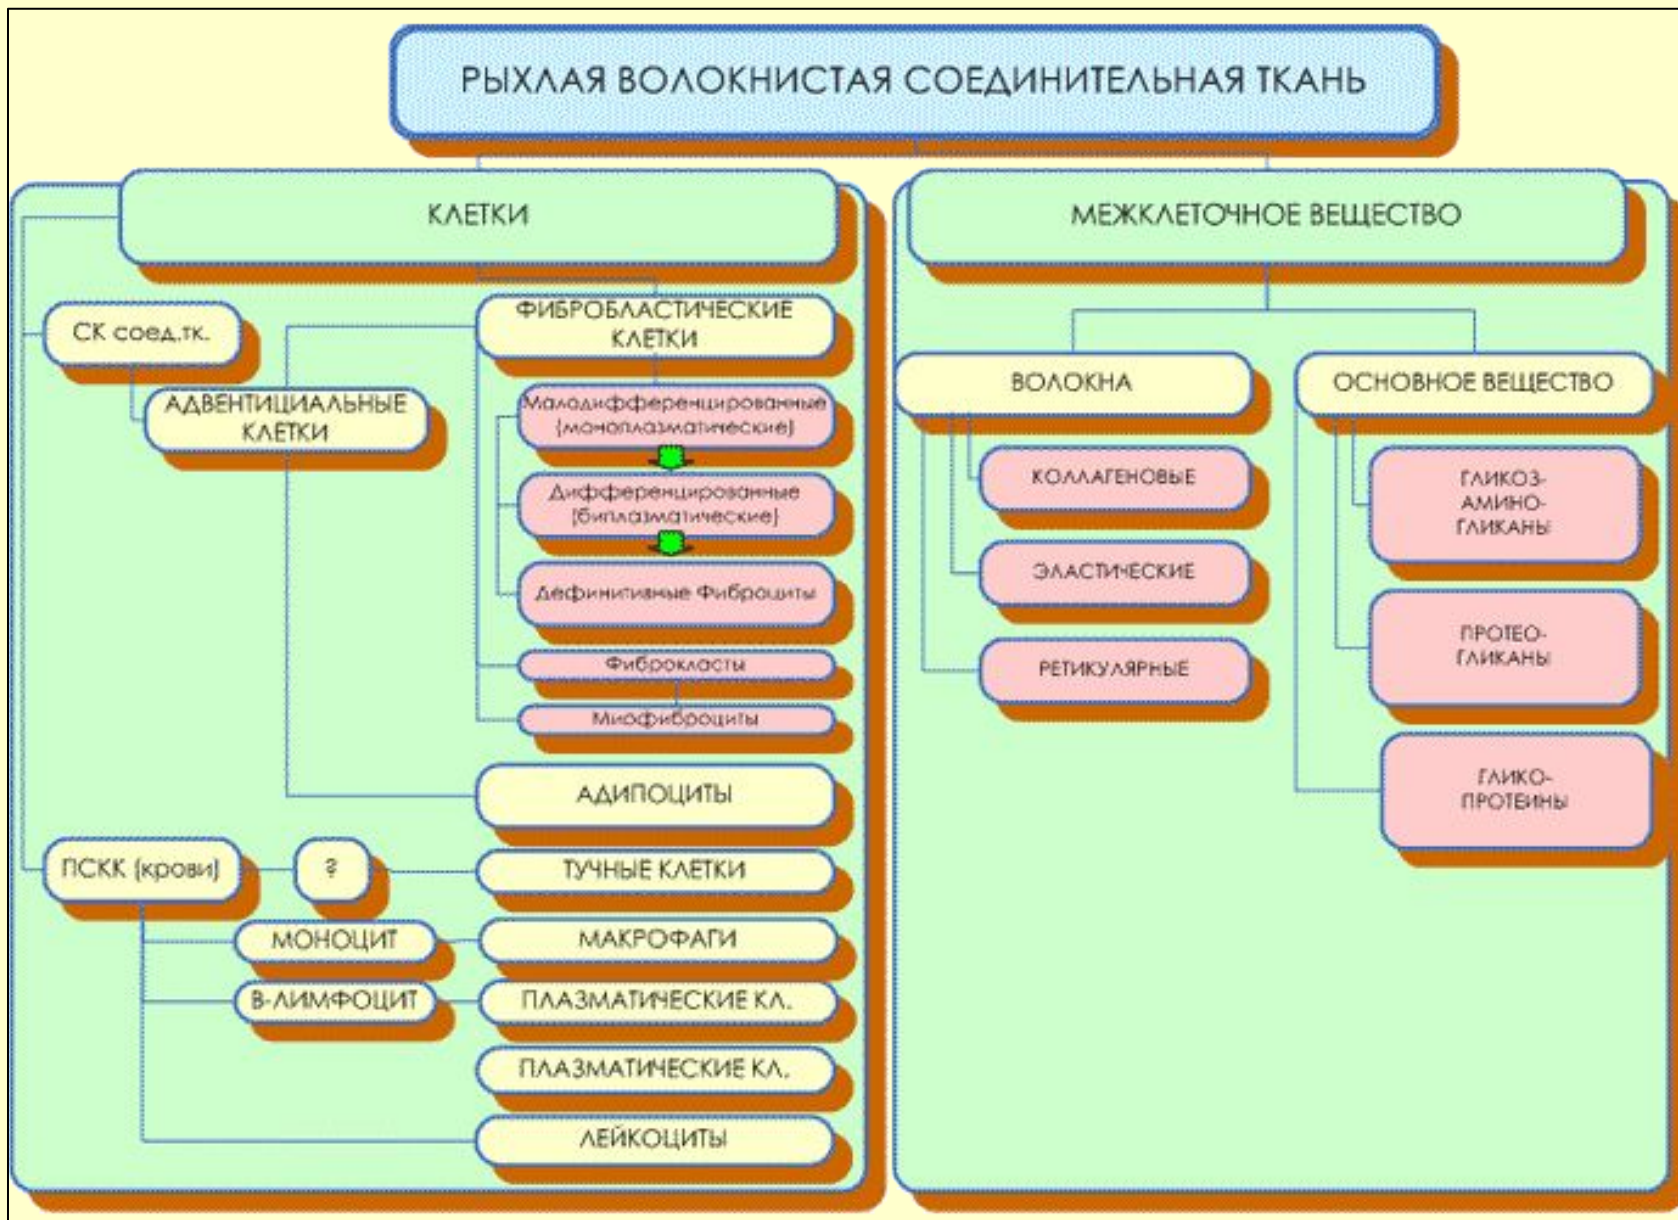 РЫХЛАЯ ВОЛОКНИСТАЯ СОЕДИНИТЕЛЬНАЯ ТКАНЬ
КЛЕТКИ
СК соед.тк.
АДВЕНТИЦИАЛЬНЫЕ
КЛЕТКИ
ФИБРОБЛАСТИЧЕСКИЕ
КЛЕТКИ
Малодифференцированные
(моноплазматические)
Дифференцированные
(биплазматические)
Дефинитивные Фиброциты
Фиброкласты
Миофиброциты
АДИПОЦИТЫ
ПСКК (крови)
?
ТУЧНЫЕ КЛЕТКИ
МОНОЦИТ
МАКРОФАГИ
В-ЛИМФОЦИТ
ПЛАЗМАТИЧЕСКИЕ КЛ.
ПЛАЗМАТИЧЕСКИЕ КЛ.
ЛЕЙКОЦИТЫ
МЕЖКЛЕТОЧНОЕ ВЕЩЕСТВО
ВОЛОКНА
КОЛЛАГЕНОВЫЕ
ЭЛАСТИЧЕСКИЕ
РЕТИКУЛЯРНЫЕ
ОСНОВНОЕ ВЕЩЕСТВО
ГЛИКОЗ-
АМИНО-
ГЛИКАНЫ
ПРОТЕО-
ГЛИКАНЫ
ГЛИКО-
ПРОТЕИНЫ